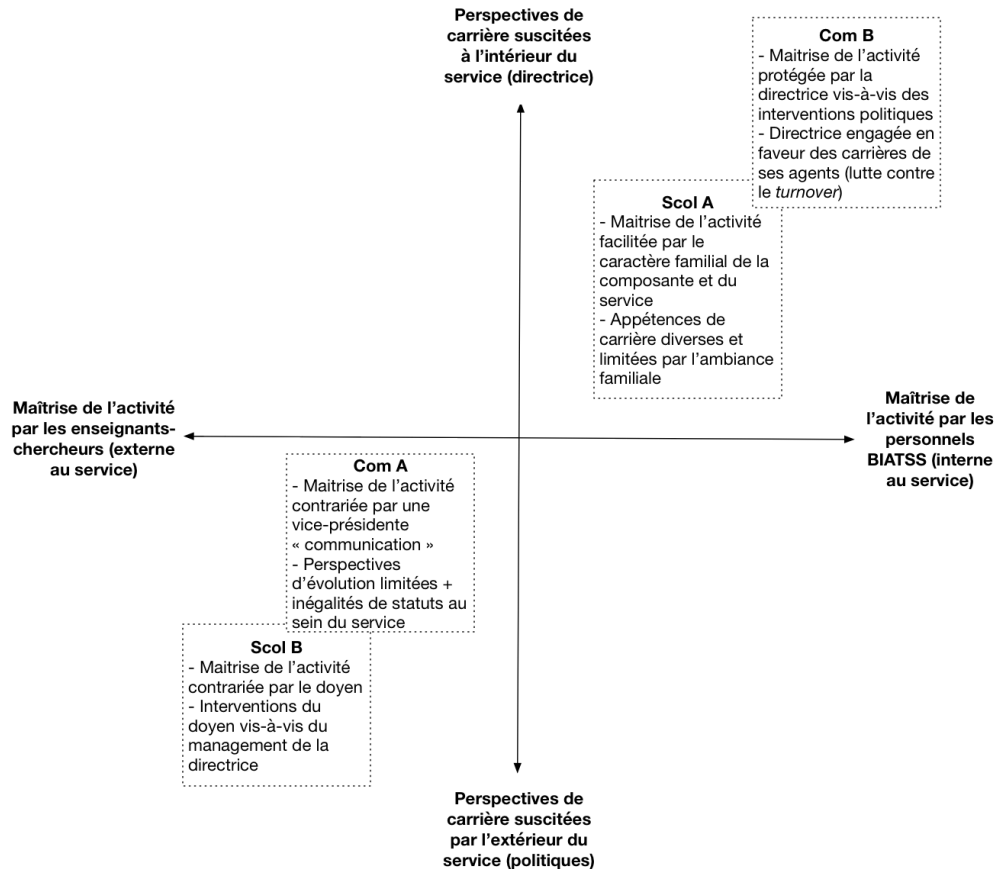 Perspectives de
carrière suscitées
à l'intérieur du
service (directrice)
Com B
- Maitrise de l'activité
protégée par la
directrice vis-à-vis des
interventions politiques
- Directrice engagée en
faveur des carrières de
ses agents (lutte contre
le turnover)
Scol A
- Maitrise de l'activité
facilitée par le
caractère familial de la
composante et du
service
- Appétences de
carrière diverses et
limitées par l'ambiance
familiale
Maîtrise de l'activité
par les enseignants-
chercheurs (externe
au service)
Maîtrise de
l'activité par les
personnels
BIATSS (interne
au service)
Com A
- Maitrise de l'activité
contrariée par une
vice-présidente
« communication »
- Perspectives
d'évolution limitées +
inégalités de statuts au
sein du service
Scol B
- Maitrise de l'activité
contrariée par le doyen
- Interventions du
doyen vis-à-vis du
management de la
directrice
Perspectives de
carrière suscitées
par l'extérieur du
service (politiques)